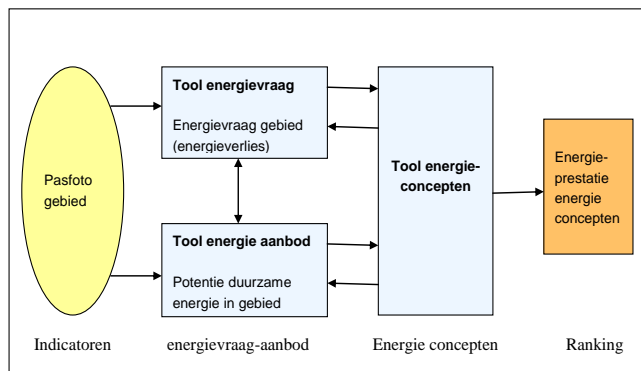 Pasfoto
gebied
Tool energievraag
Energievraag gebied
(energieverlies)
Tool energie aanbod
Potentie duurzame
energie in gebied
Tool energie-
concepten
Energie-
prestatie
energie
concepten
Indicatoren
energievraag-aanbod
Energie concepten
Ranking